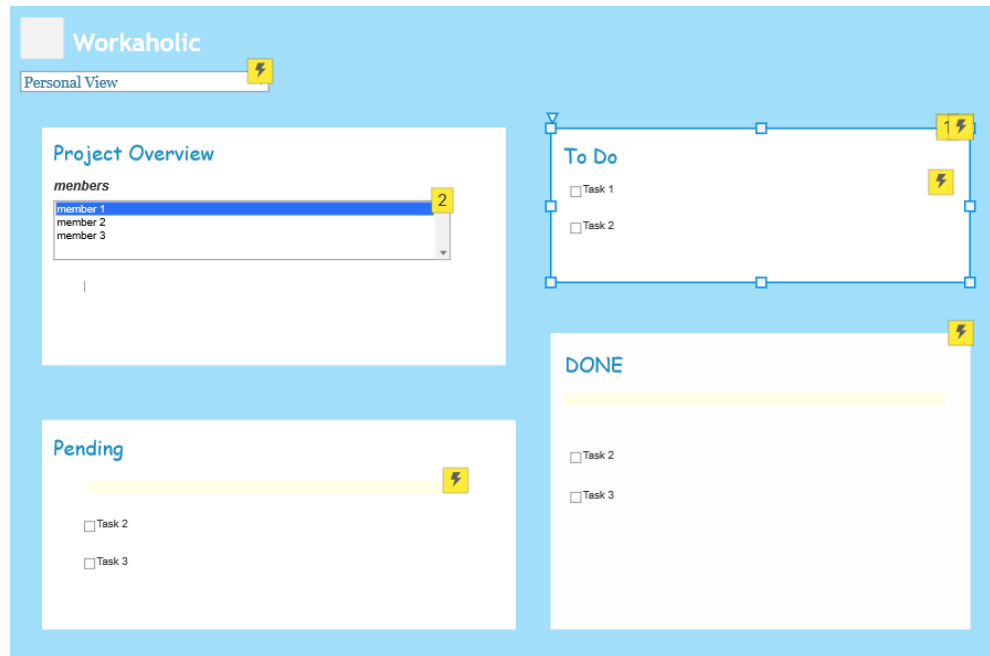 Workaholic
Personal View
Project Overview
menbers
member 1
member 2
member 3
2
To Do
1
Task 1
Task 2
Pending
Task 2
Task 3
DONE
Task 2
Task 3